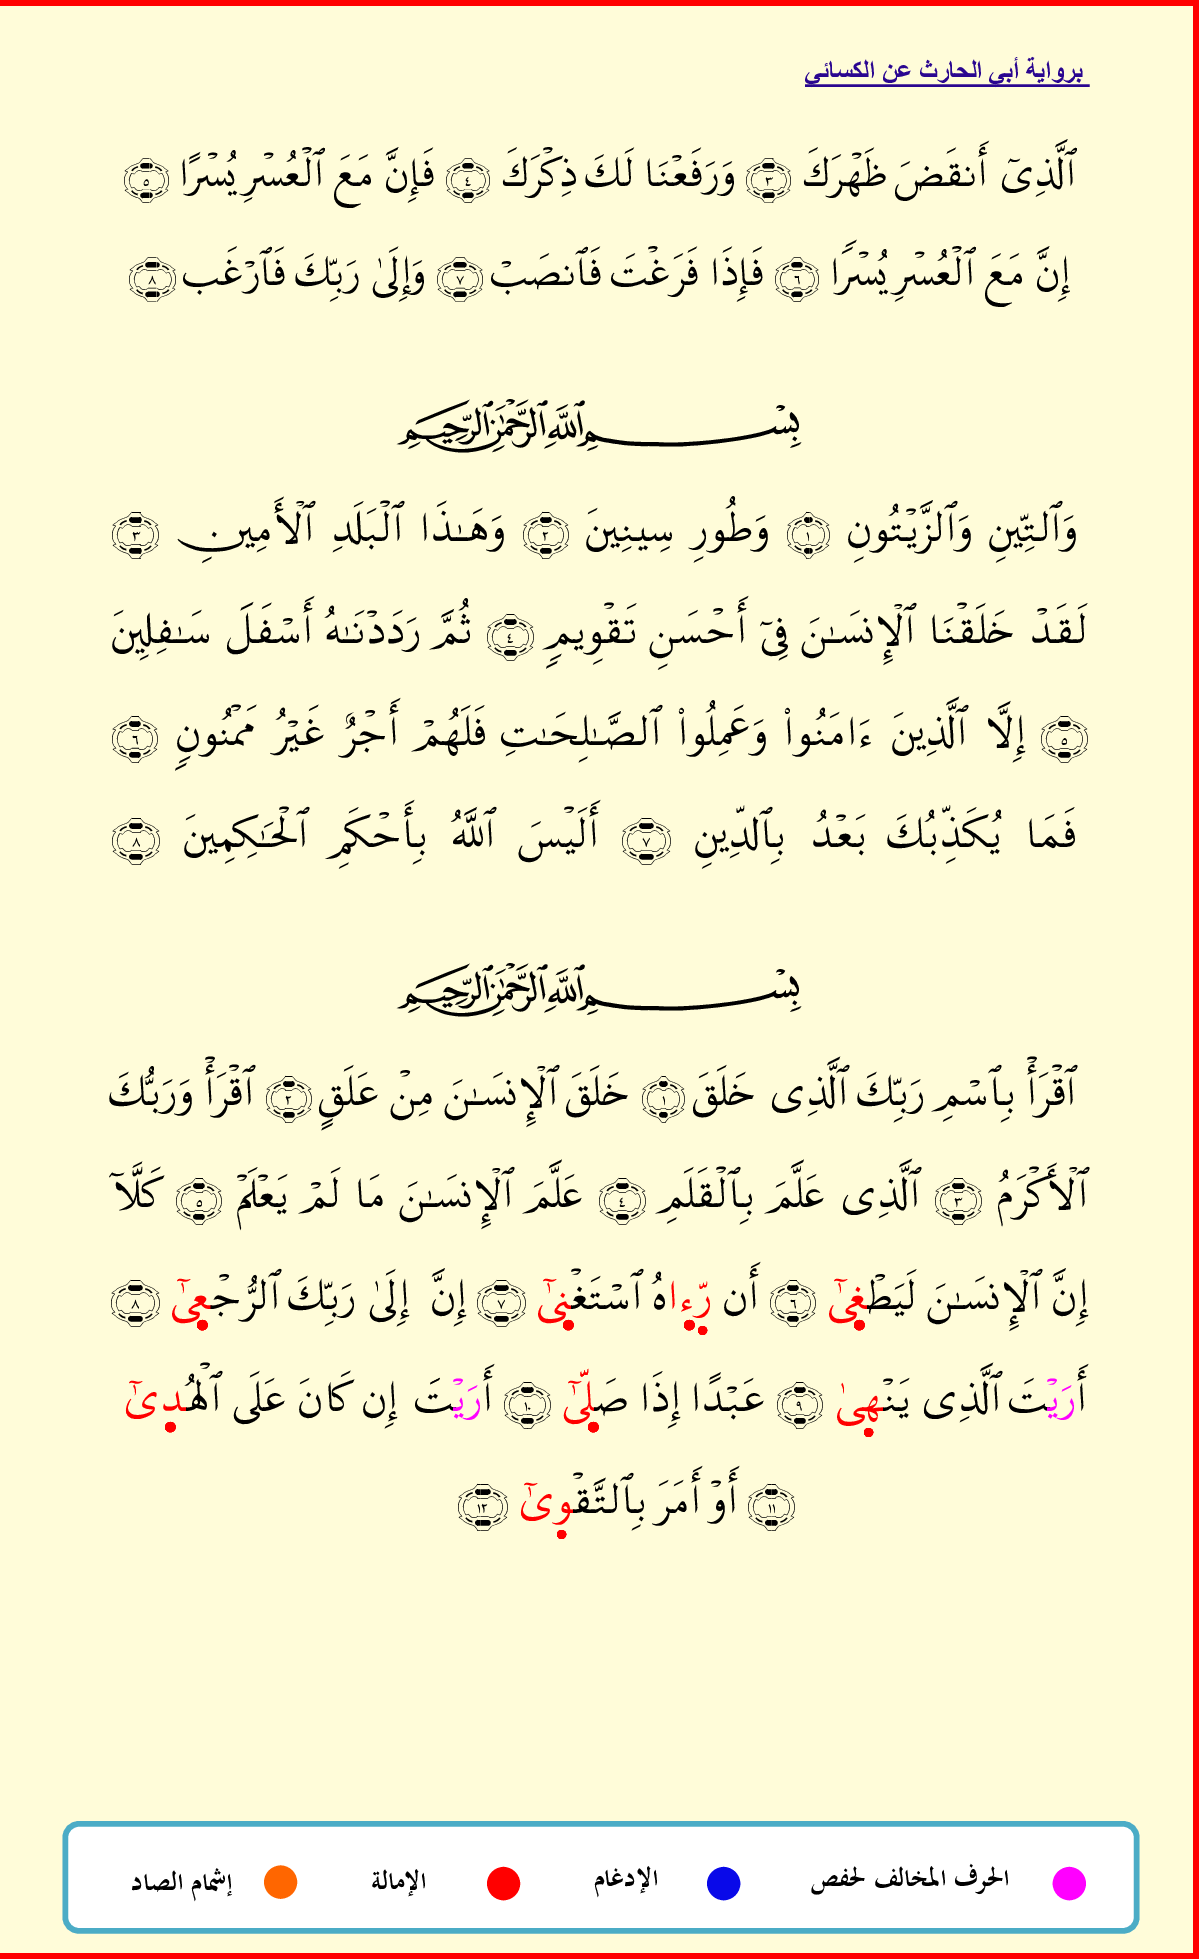 برواية أبي الحارث عن الكسائي
ٱلَّذِىٓ أَنقَضَ ظَهْرَكَ ٣ وَرَفَعْنَا لَكَ ذِكْرَكَ ٤ فَإِنَّ مَعَ ٱلْعُسْرِ يُسْرًا ٥
إِنَّ مَعَ ٱلْعُسْرِ يُسْرًا ٦ فَإِذَا فَرَغْتَ فَٱنصَبْ ٧ وَإِلَىٰ رَبِّكَ فَٱرْغَب ٨
بِسْمِ ٱللَّهِ ٱلرَّحْمَٰنِ ٱلرَّحِيمِ
وَٱلتِّينِ وَٱلزَّيْتُونِ ١ وَطُورِ سِينِينَ ٢ وَهَـٰذَا ٱلْبَلَدِ ٱلْأَمِينِ ٣
لَقَدْ خَلَقْنَا ٱلْإِنسَـٰنَ فِىٓ أَحْسَنِ تَقْوِيمٍ ٤ ثُمَّ رَدَدْنَـٰهُ أَسْفَلَ سَـٰفِلِينَ
٥ إِلَّا ٱلَّذِينَ ءَامَنُوا۟ وَعَمِلُوا۟ ٱلصَّـٰلِحَـٰتِ فَلَهُمْ أَجْرٌ غَيْرُ مَمْنُونٍ ٦
فَمَا يُكَذِّبُكَ بَعْدُ بِٱلدِّينِ ٧ أَلَيْسَ ٱللَّهُ بِأَحْكَمِ ٱلْحَـٰكِمِينَ ٨
بِسْمِ ٱللَّهِ ٱلرَّحْمَٰنِ ٱلرَّحِيمِ
ٱقْرَأْ بِٱسْمِ رَبِّكَ ٱلَّذِى خَلَقَ ١ خَلَقَ ٱلْإِنسَـٰنَ مِنْ عَلَقٍ ٢ ٱقْرَأْ وَرَبُّكَ
ٱلْأَكْرَمُ ٣ ٱلَّذِى عَلَّمَ بِٱلْقَلَمِ ٤ عَلَّمَ ٱلْإِنسَـٰنَ مَا لَمْ يَعْلَمْ ٥ كَلَّآ
إِنَّ ٱلْإِنسَـٰنَ لَيَطْغِىٰٓ ٦ أَن رِّءِاهُ ٱسْتَغْنِىٰٓ ٧ إِنَّ إِلَىٰ رَبِّكَ ٱلرُّجْعِىٰٓ ٨
أَرَيْتَ ٱلَّذِى يَنْهِىٰ ٩ عَبْدًا إِذَا صَلِّىٰٓ ١٠ أَرَيْتَ إِن كَانَ عَلَى ٱلْهُدِىٰٓ
١١ أَوْ أَمَرَ بِٱلتَّقْوِىٰٓ ١٢
الحرف المخالف لحفص الإدغام الإمالة إشمام الصاد